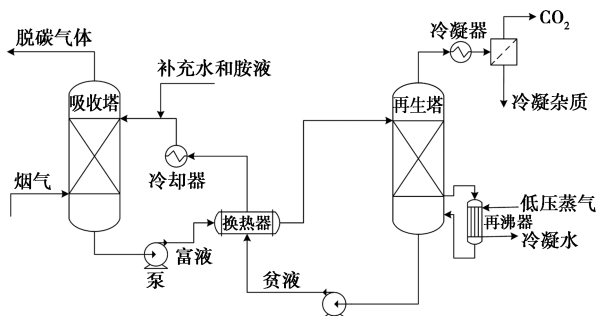 脱碳气体
补充水和胺液
冷凝器
CO₂
吸收塔
再生塔
冷凝杂质
烟气
冷却器
换热器
低压蒸气
再沸器
冷凝水
富液
泵
贫液